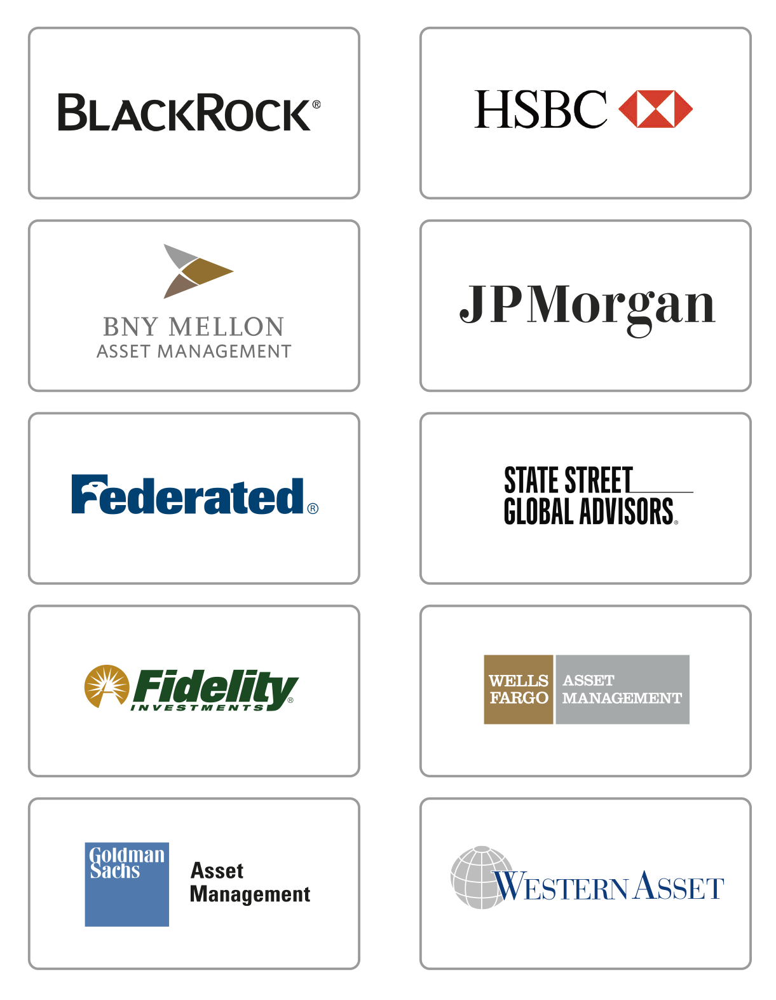 BLACKROCK®
HSBC
BNY MELLON
ASSET MANAGEMENT
JPMorgan
Federated®
STATE STREET
GLOBAL ADVISORS®
Fidelity
INVESTMENTS®
WELLS
FARGO
ASSET
MANAGEMENT
Goldman
Sachs
Asset
Management
WESTERN ASSET